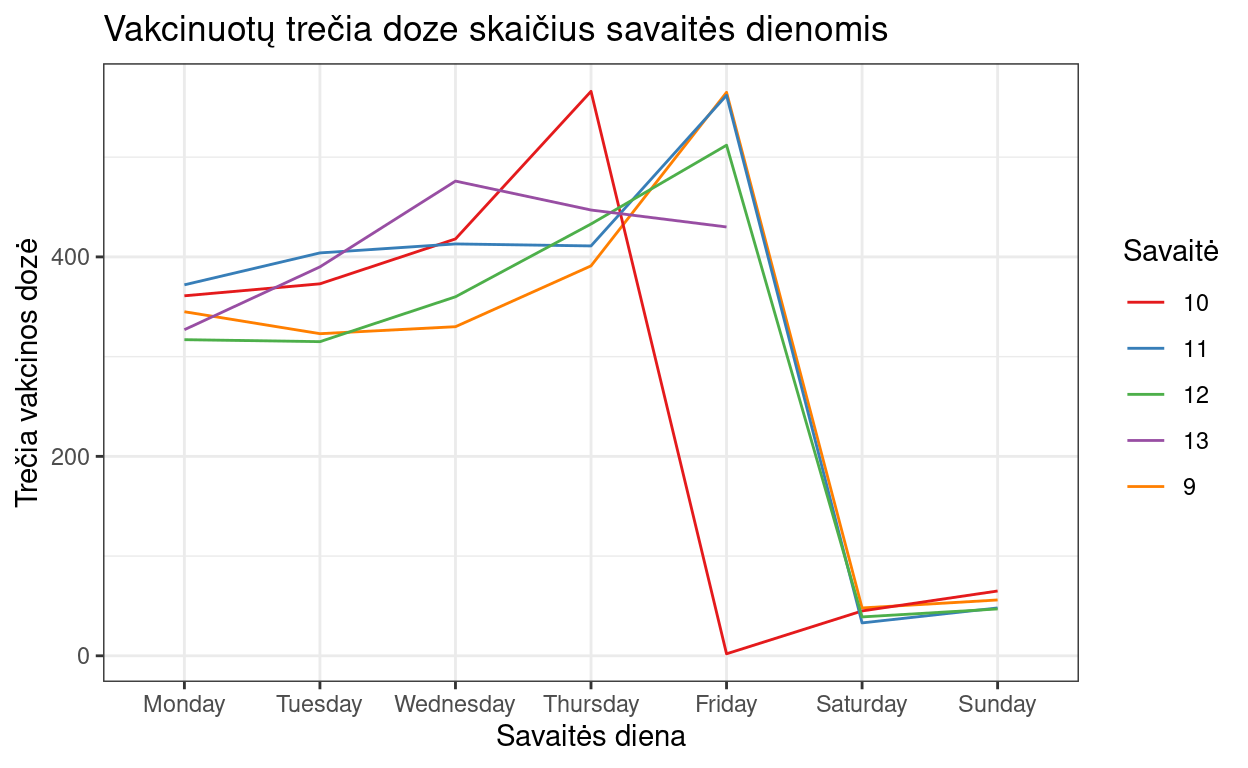 Vakcinuotų trečia doze skaičius savaitės dienomis
Trečia vakcinos dozė
400
200
0
Monday Tuesday Wednesday Thursday Friday Saturday Sunday
Savaitės diena
Savaitė
10
11
12
13
9